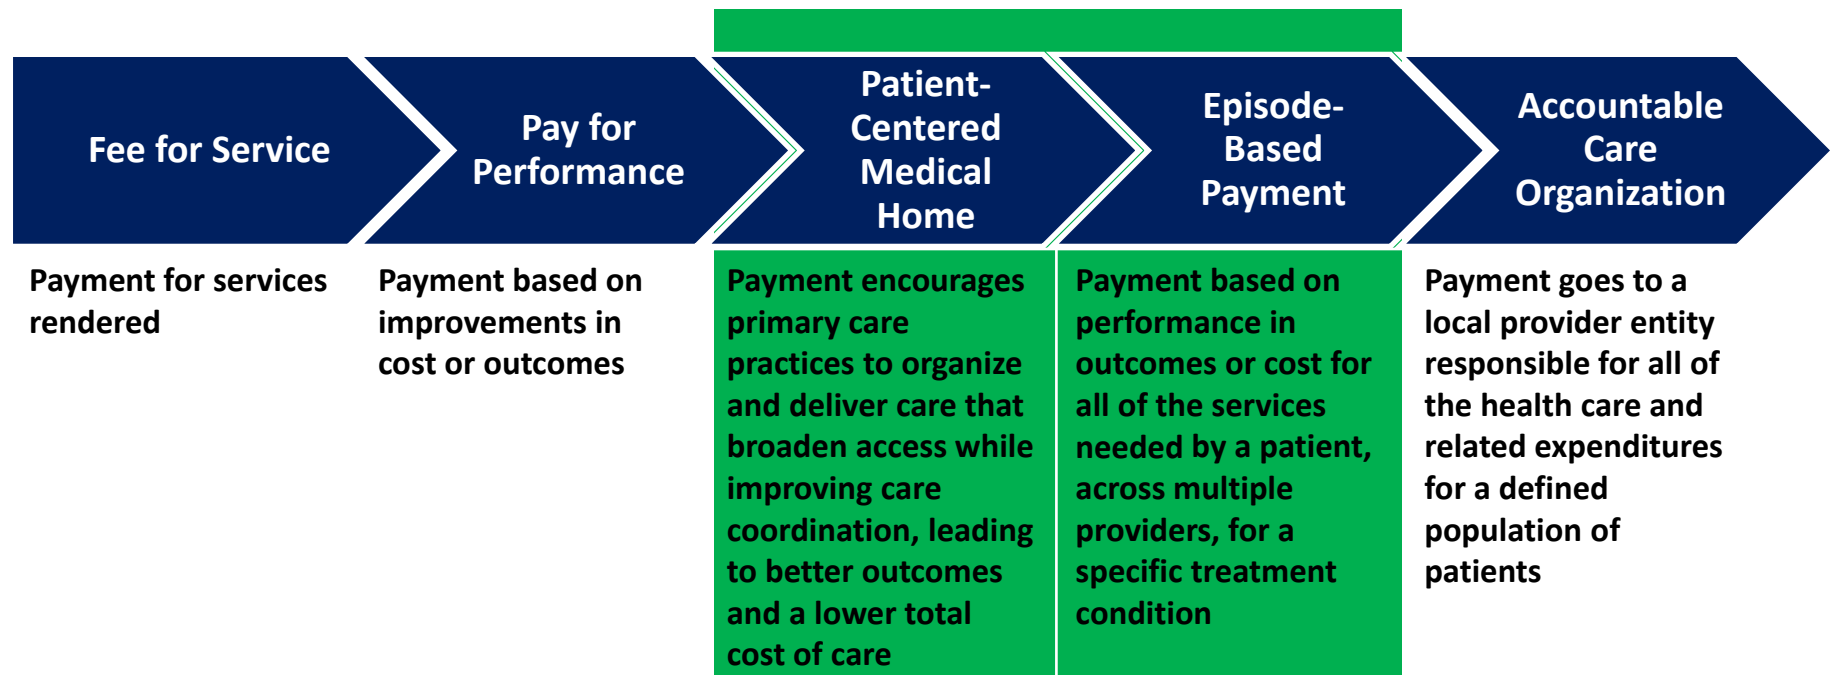 Fee for Service
Pay for
Performance
Patient-
Centered
Medical
Home
Episode-
Based
Payment
Accountable
Care
Organization
Payment for services
rendered
Payment based on
improvements in
cost or outcomes
Payment encourages
primary care
practices to organize
and deliver care that
broaden access while
improving care
coordination, leading
to better outcomes
and a lower total
cost of care
Payment based on
performance in
outcomes or cost for
all of the services
needed by a patient,
across multiple
providers, for a
specific treatment
condition
Payment goes to a
local provider entity
responsible for all of
the health care and
related expenditures
for a defined
population of
patients